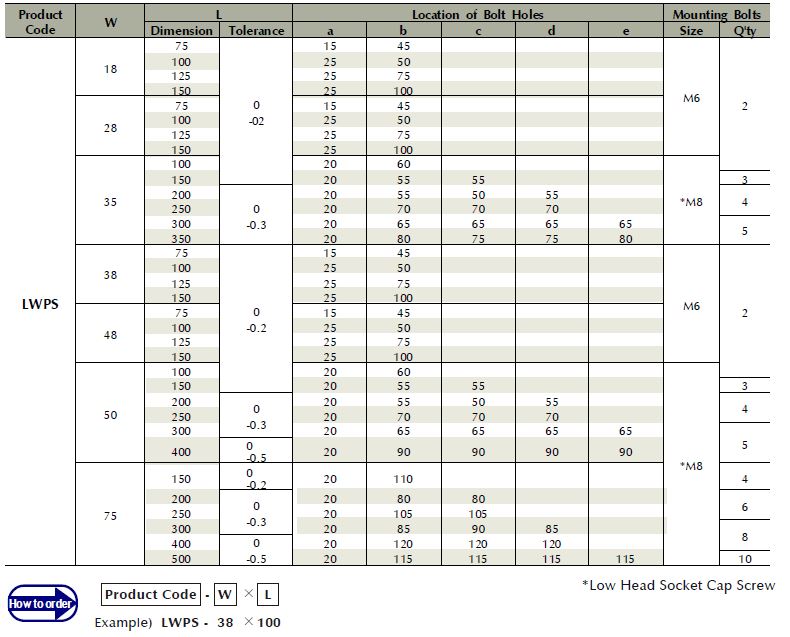 Product Code W L Location of Bolt Holes Mounting Bolts
Dimension Tolerance a b c d e Size Q'ty
LWPS 18 75 0 -02 15 45 M6 2
100 25 50
125 25 75
150 25 100
28 75 15 45
100 25 50
125 25 75
150 25 100
35 100 20 60 *M8
150 20 55 55 3
200 0 -0.3 20 55 50 55 4
250 20 70 70 70
300 20 65 65 65 65 5
350 20 80 75 75 80
38 75 0 -0.2 15 45 M6 2
100 25 50
125 25 75
150 25 100
48 75 15 45
100 25 50
125 25 75
150 25 100
50 100 20 60 *M8
150 20 55 55 3
200 0 -0.3 20 55 50 55 4
250 20 70 70 70
300 20 65 65 65 65 5
400 0 -0.5 20 90 90 90 90
75 150 0 -0.2 20 110 4
200 0 -0.3 20 80 80 6
250 20 105 105
300 20 85 90 85 8
400 0 -0.5 20 120 120 120
500 20 115 115 115 115 10
*Low Head Socket Cap Screw
How to order Product Code - W × L
Example) LWPS - 38 × 100